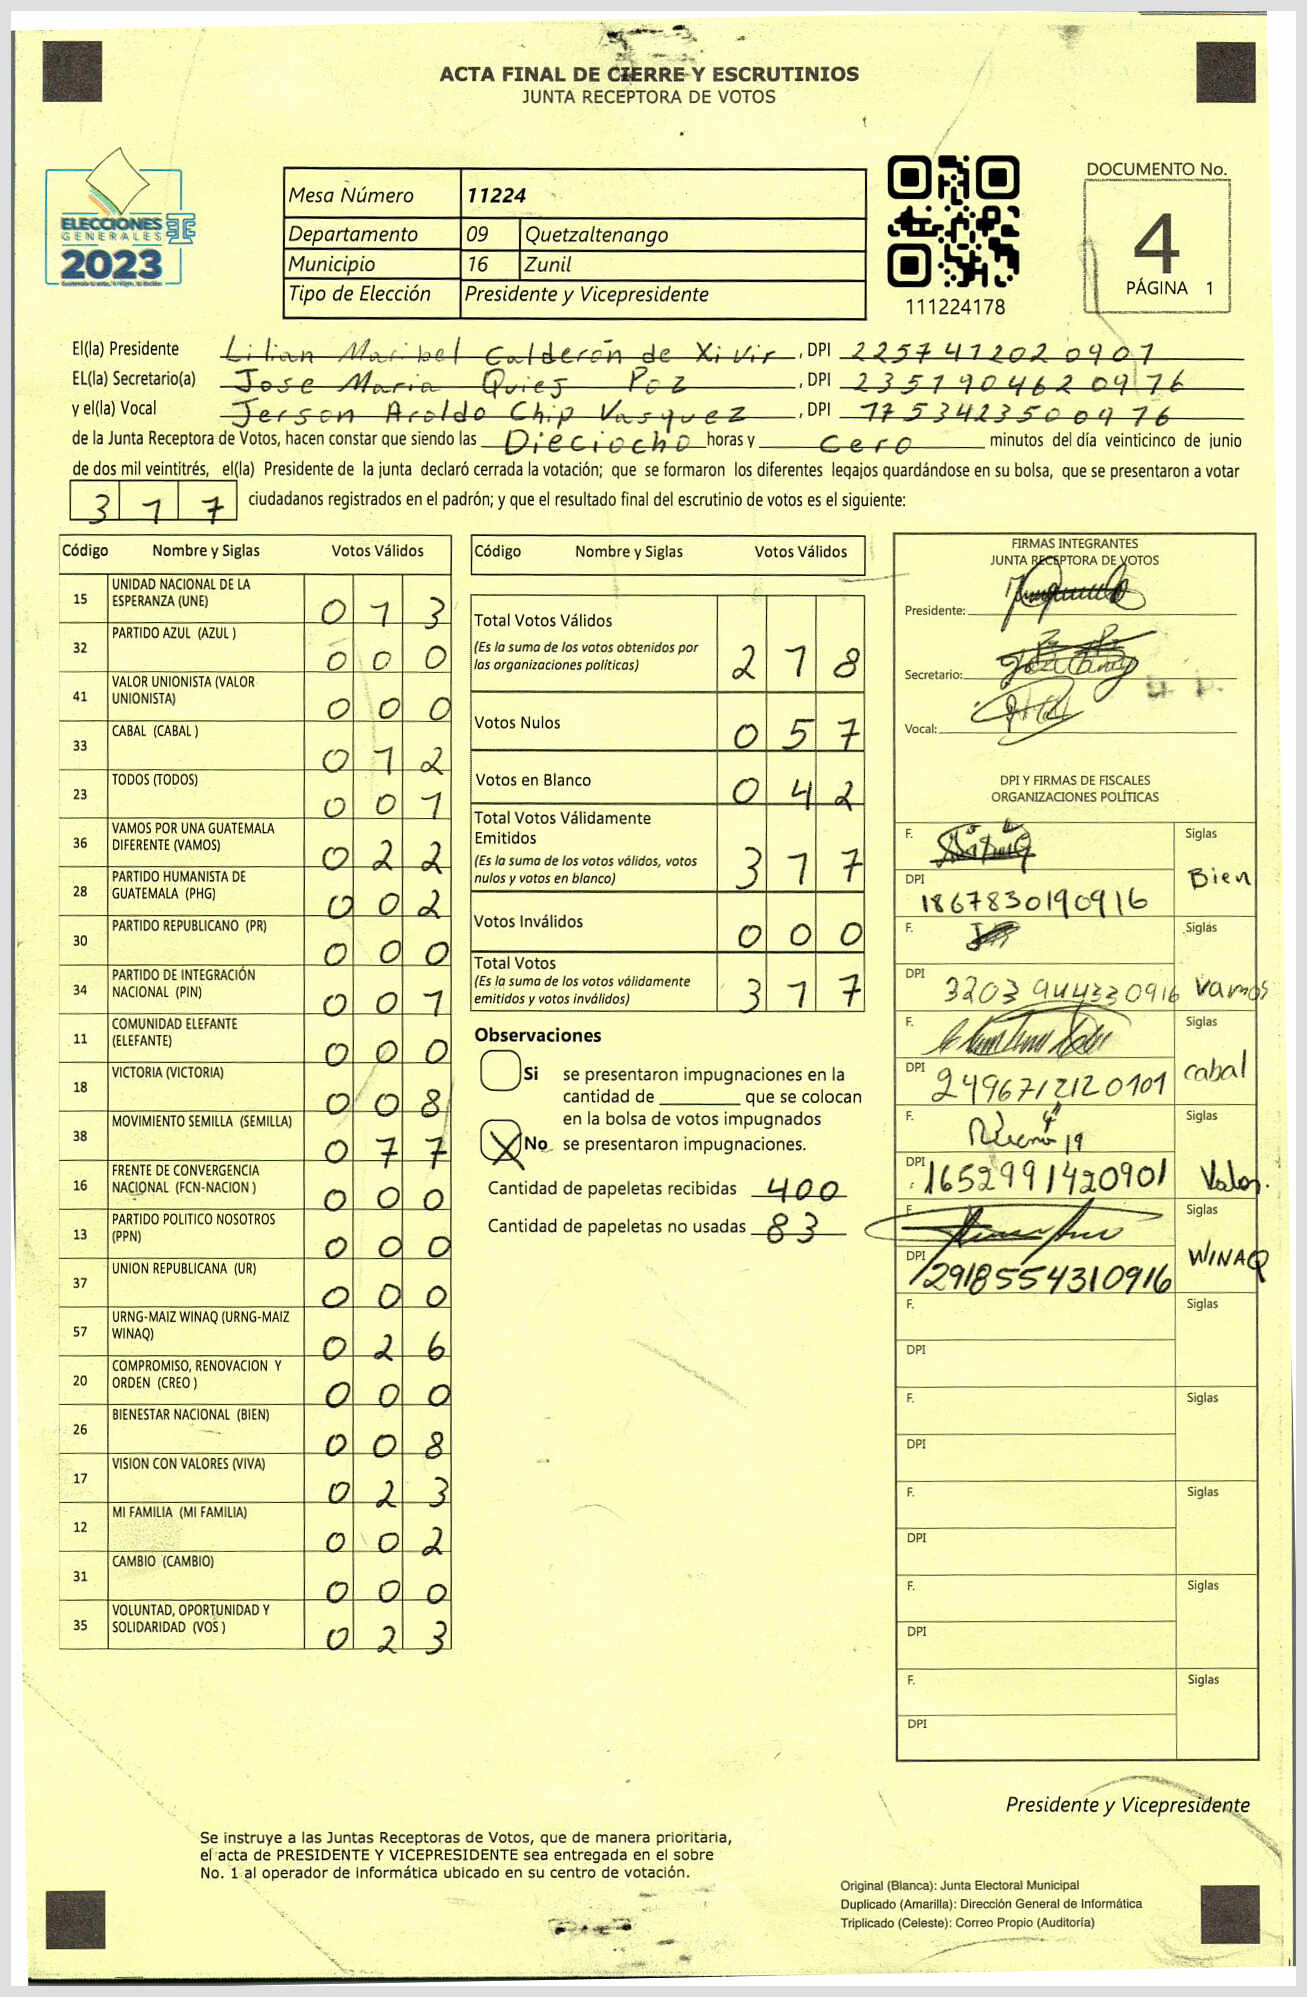 ACTA FINAL DE CIERRE Y ESCRUTINIOS
JUNTA RECEPTORA DE VOTOS
ELECCIONES
GENERALES
2023
Mesa Número 11224
Departamento 09 Quetzaltenango
Municipio 16 Zunil
Tipo de Elección Presidente y Vicepresidente
111224178
DOCUMENTO No.
4
PÁGINA 1
El(la) Presidente Lilian Maribel Calderón de Xivir, DPI 2257412020901
EL(la) Secretario(a) Jose Maria Quiej Poz, DPI 2351904620976
y el(la) Vocal Jerson Aroldo Chip Vasquez, DPI 1753423500976
de la Junta Receptora de Votos, hacen constar que siendo las Dieciocho horas y cero minutos del día veinticinco de junio
de dos mil veintitrés, el(la) Presidente de la junta declaró cerrada la votación; que se formaron los diferentes legajos guardándose en su bolsa, que se presentaron a votar
377 ciudadanos registrados en el padrón; y que el resultado final del escrutinio de votos es el siguiente:
Código Nombre y Siglas Votos Válidos
15 UNIDAD NACIONAL DE LA ESPERANZA (UNE) 0 7 3
32 PARTIDO AZUL (AZUL ) 0 0 0
41 VALOR UNIONISTA (VALOR UNIONISTA) 0 0 0
33 CABAL (CABAL ) 0 7 2
23 TODOS (TODOS) 0 0 1
36 VAMOS POR UNA GUATEMALA DIFERENTE (VAMOS) 0 2 2
28 PARTIDO HUMANISTA DE GUATEMALA (PHG) 0 0 2
30 PARTIDO REPUBLICANO (PR) 0 0 0
34 PARTIDO DE INTEGRACIÓN NACIONAL (PIN) 0 0 1
11 COMUNIDAD ELEFANTE (ELEFANTE) 0 0 0
18 VICTORIA (VICTORIA) 0 0 8
38 MOVIMIENTO SEMILLA (SEMILLA) 0 7 7
16 FRENTE DE CONVERGENCIA NACIONAL (FCN-NACION ) 0 0 0
13 PARTIDO POLITICO NOSOTROS (PPN) 0 0 0
37 UNION REPUBLICANA (UR) 0 0 0
57 URNG-MAIZ WINAQ (URNG-MAIZ WINAQ) 0 2 6
20 COMPROMISO, RENOVACION Y ORDEN (CREO ) 0 0 0
26 BIENESTAR NACIONAL (BIEN) 0 0 8
17 VISION CON VALORES (VIVA) 0 2 3
12 MI FAMILIA (MI FAMILIA) 0 0 2
31 CAMBIO (CAMBIO) 0 0 0
35 VOLUNTAD, OPORTUNIDAD Y SOLIDARIDAD (VOS ) 0 2 3
Código Nombre y Siglas Votos Válidos
Total Votos Válidos 2 7 8
(Es la suma de los votos obtenidos por
las organizaciones políticas)
Votos Nulos 0 5 7
Votos en Blanco 0 4 2
Total Votos Válidamente
Emitidos 3 7 7
(Es la suma de los votos válidos, votos
nulos y votos en blanco)
Votos Inválidos 0 0 0
Total Votos 3 7 7
(Es la suma de los votos válidamente
emitidos y votos inválidos)
Observaciones
Si se presentaron impugnaciones en la
cantidad de ________ que se colocan
en la bolsa de votos impugnados
X No se presentaron impugnaciones.
Cantidad de papeletas recibidas 400
Cantidad de papeletas no usadas 83
FIRMAS INTEGRANTES
JUNTA RECEPTORA DE VOTOS
Presidente:
Secretario:
Vocal:
DPI Y FIRMAS DE FISCALES
ORGANIZACIONES POLÍTICAS
F. Siglas Bien
DPI 1867830190916
F. Siglas Vamos
DPI 3203944330916
F. Siglas cabal
DPI 2496712120101
F. Siglas Valor.
DPI 1652991420901
F. Siglas WINAQ
DPI 2918554310916
F. Siglas
DPI
F. Siglas
DPI
F. Siglas
DPI
F. Siglas
DPI
F. Siglas
DPI
Presidente y Vicepresidente
Se instruye a las Juntas Receptoras de Votos, que de manera prioritaria,
el acta de PRESIDENTE Y VICEPRESIDENTE sea entregada en el sobre
No. 1 al operador de informática ubicado en su centro de votación.
Original (Blanca): Junta Electoral Municipal
Duplicado (Amarilla): Dirección General de Informática
Triplicado (Celeste): Correo Propio (Auditoría)